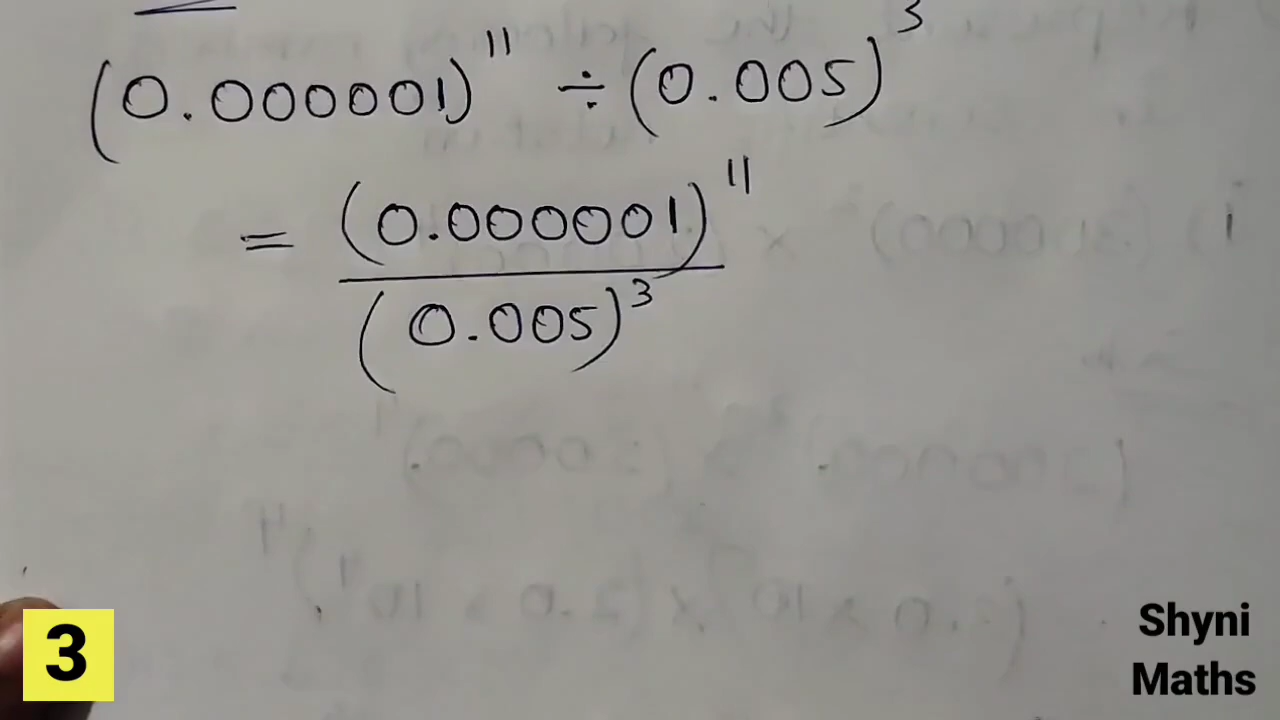 (0.000001)¹¹ ÷ (0.005)³
= (0.000001)¹¹
(0.005)³
3
Shyni
Maths